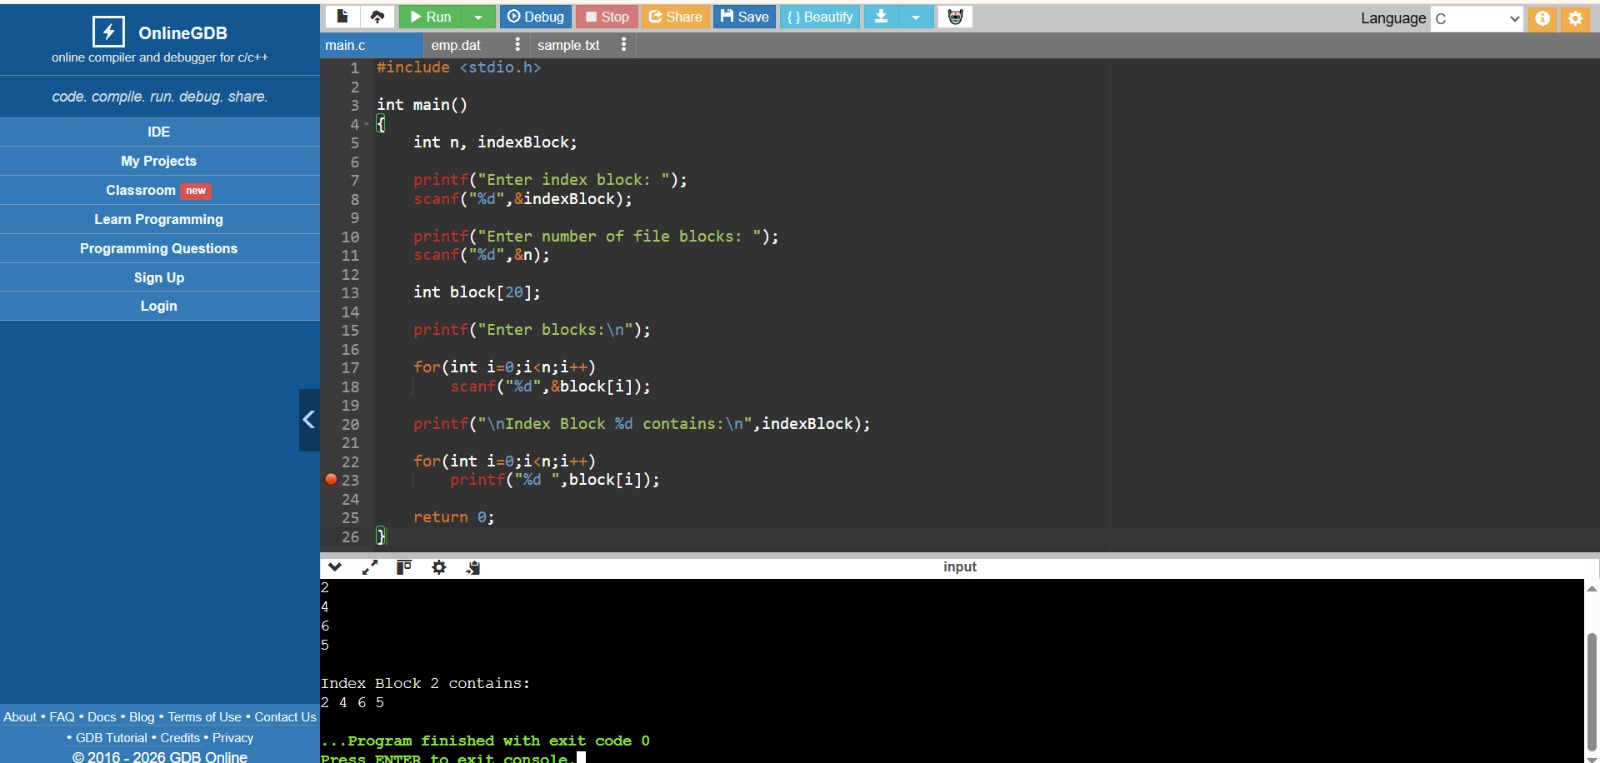 OnlineGDB
online compiler and debugger for c/c++
code. compile. run. debug. share.
IDE
My Projects
Classroom new
Learn Programming
Programming Questions
Sign Up
Login
About • FAQ • Docs • Blog • Terms of Use • Contact Us
• GDB Tutorial • Credits • Privacy
© 2016 - 2026 GDB Online
Run Debug Stop Share Save { } Beautify Language C
main.c emp.dat sample.txt
1 #include <stdio.h>
2
3 int main()
4 {
5     int n, indexBlock;
6
7     printf("Enter index block: ");
8     scanf("%d",&indexBlock);
9
10     printf("Enter number of file blocks: ");
11     scanf("%d",&n);
12
13     int block[20];
14
15     printf("Enter blocks:\n");
16
17     for(int i=0;i<n;i++)
18         scanf("%d",&block[i]);
19
20     printf("\nIndex Block %d contains:\n",indexBlock);
21
22     for(int i=0;i<n;i++)
23         printf("%d ",block[i]);
24
25     return 0;
26 }
input
2
4
6
5
Index Block 2 contains:
2 4 6 5
...Program finished with exit code 0
Press ENTER to exit console.